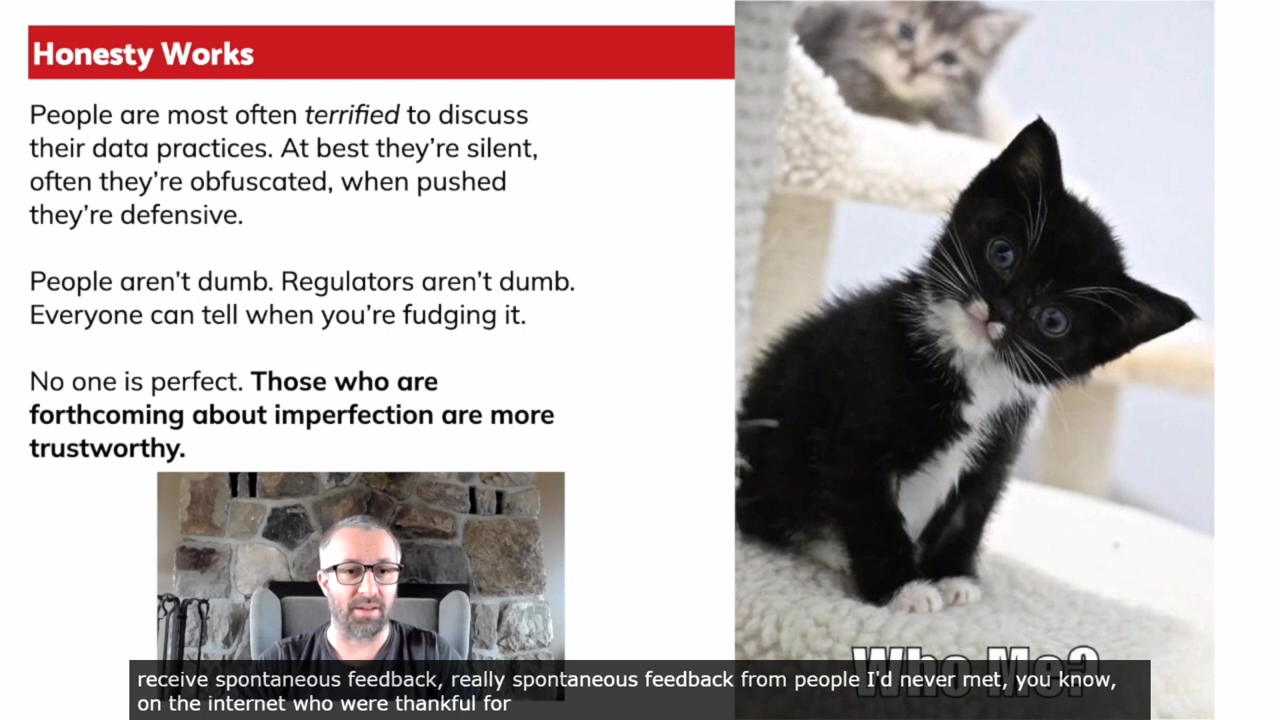 Honesty Works
People are most often terrified to discuss
their data practices. At best they're silent,
often they're obfuscated, when pushed
they're defensive.
People aren't dumb. Regulators aren't dumb.
Everyone can tell when you're fudging it.
No one is perfect. Those who are
forthcoming about imperfection are more
trustworthy.
Who Me?
receive spontaneous feedback, really spontaneous feedback from people I'd never met, you know,
on the internet who were thankful for